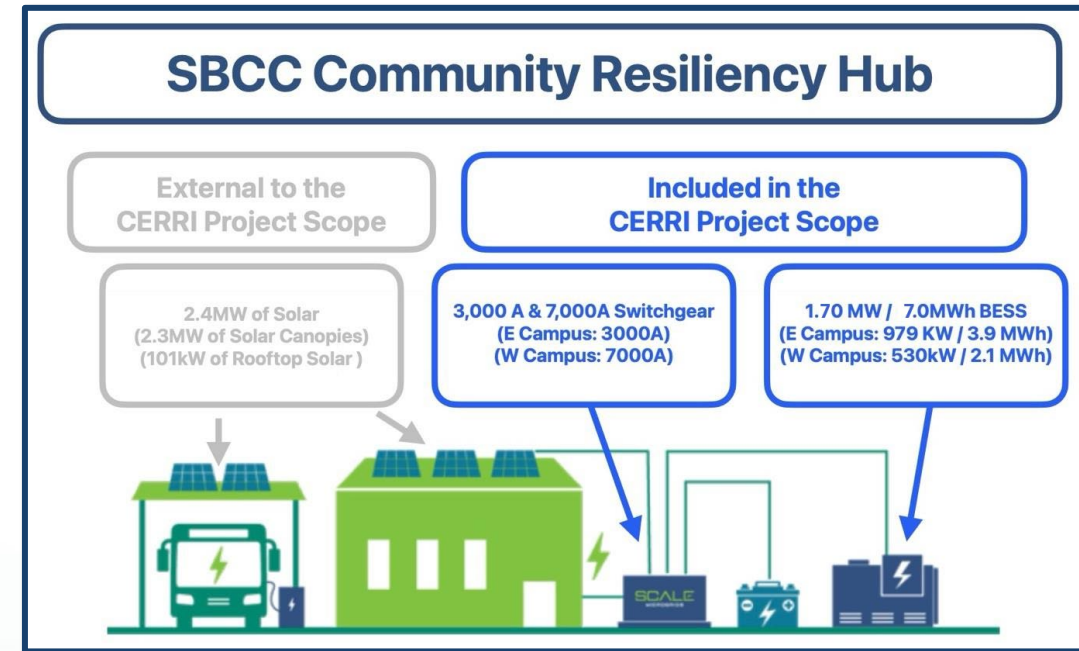 SBCC Community Resiliency Hub
External to the
CERRI Project Scope
Included in the
CERRI Project Scope
2.4MW of Solar
(2.3MW of Solar Canopies)
(101kW of Rooftop Solar )
3,000 A & 7,000A Switchgear
(E Campus: 3000A)
(W Campus: 7000A)
1.70 MW / 7.0MWh BESS
(E Campus: 979 KW / 3.9 MWh)
(W Campus: 530kW / 2.1 MWh)
SCALE
MICROGRIDS